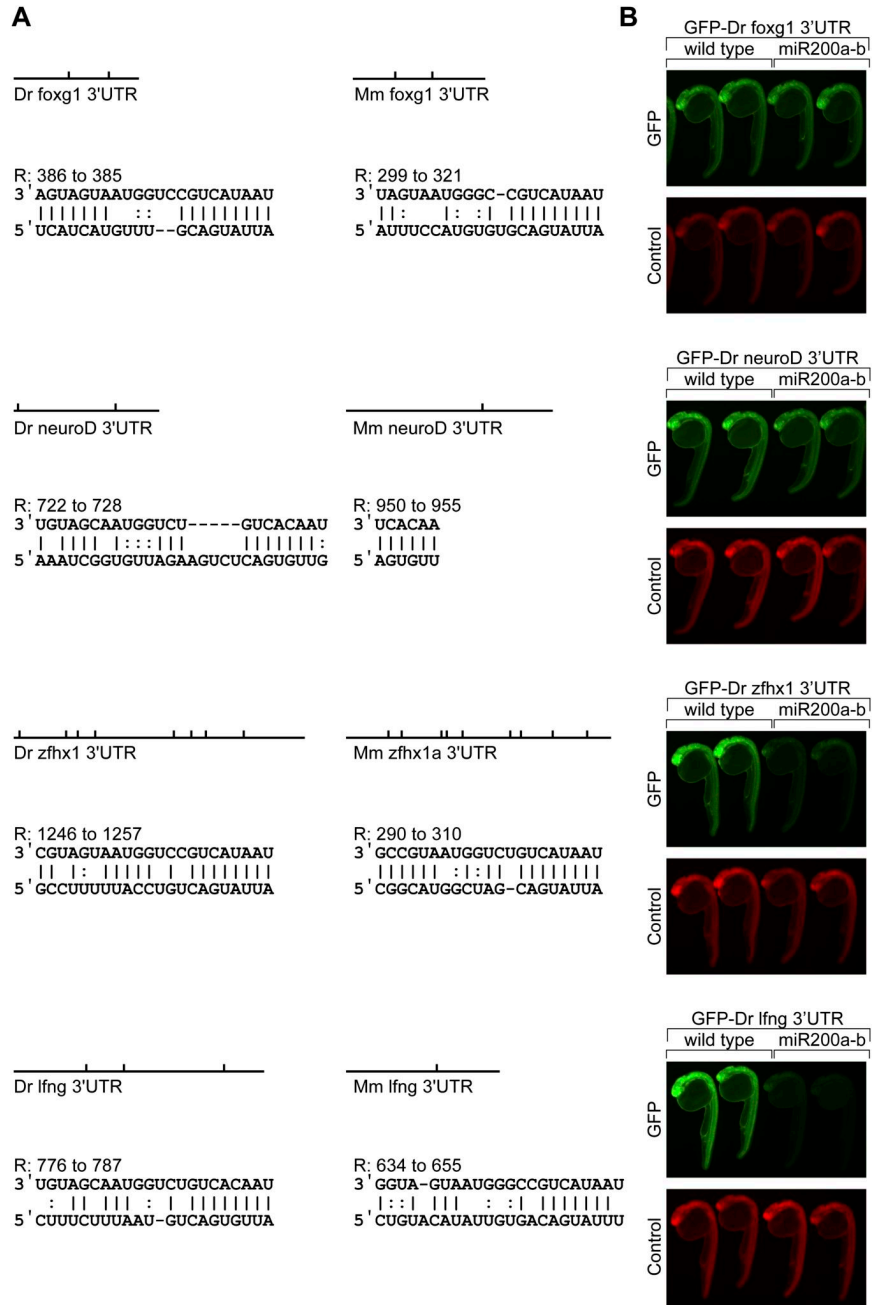 A
B
Dr foxg1 3'UTR
Mm foxg1 3'UTR
R: 386 to 385
3'AGUAGUAAUGGUCCGUCAUAAU
5'UCAUCAUGUUU--GCAGUAUUA
R: 299 to 321
3'UAGUAAUGGGC-CGUCAUAAU
5'AUUUCCAUGUGUGCAGUAUUA
GFP-Dr foxg1 3'UTR
wild type miR200a-b
GFP
Control
Dr neuroD 3'UTR
Mm neuroD 3'UTR
R: 722 to 728
3'UGUAGCAAUGGUCU-----GUCACAAU
5'AAAUCGGUGUUAGAAGUCUCAGUGUUG
R: 950 to 955
3'UCACAA
5'AGUGUU
GFP-Dr neuroD 3'UTR
wild type miR200a-b
GFP
Control
Dr zfhx1 3'UTR
Mm zfhx1a 3'UTR
R: 1246 to 1257
3'CGUAGUAAUGGUCCGUCAUAAU
5'GCCUUUUUACCUGUCAGUAUUA
R: 290 to 310
3'GCCGUAAUGGUCUGUCAUAAU
5'CGGCAUGGCUAG-CAGUAUUA
GFP-Dr zfhx1 3'UTR
wild type miR200a-b
GFP
Control
Dr lfng 3'UTR
Mm lfng 3'UTR
R: 776 to 787
3'UGUAGCAAUGGUCUGUCACAAU
5'CUUUCUUUAAU-GUCAGUGUUA
R: 634 to 655
3'GGUA-GUAAUGGGCCGUCAUAAU
5'CUGUACAUAUUGUGACAGUAUUU
GFP-Dr lfng 3'UTR
wild type miR200a-b
GFP
Control